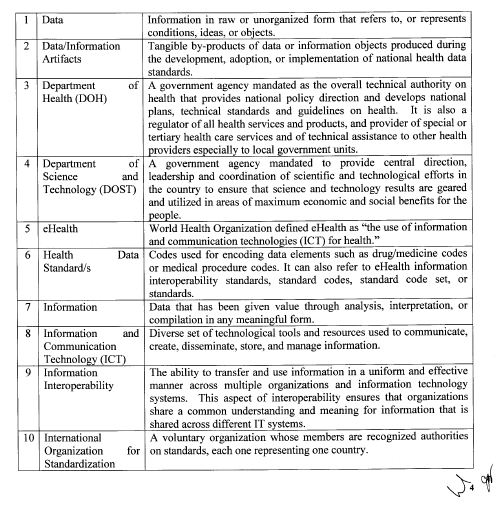 1 Data Information in raw or unorganized form that refers to, or represents
conditions, ideas, or objects.
2 Data/Information Tangible by-products of data or information objects produced during
Artifacts the development, adoption, or implementation of national health data
standards.
3 Department of A government agency mandated as the overall technical authority on
Health (DOH) health that provides national policy direction and develops national
plans, technical standards and guidelines on health. It is also a
regulator of all health services and products, and provider of special or
tertiary health care services and of technical assistance to other health
providers especially to local government units.
4 Department of A government agency mandated to provide central direction,
Science and leadership and coordination of scientific and technological efforts in
Technology (DOST) the country to ensure that science and technology results are geared
and utilized in areas of maximum economic and social benefits for the
people.
5 eHealth World Health Organization defined eHealth as “the use of information
and communication technologies (ICT) for health.”
6 Health Data Codes used for encoding data elements such as drug/medicine codes
Standard/s or medical procedure codes. It can also refer to eHealth information
interoperability standards, standard codes, standard code set, or
standards.
7 Information Data that has been given value through analysis, interpretation, or
compilation in any meaningful form.
8 Information and Diverse set of technological tools and resources used to communicate,
Communication create, disseminate, store, and manage information.
Technology (ICT)
9 Information The ability to transfer and use information in a uniform and effective
Interoperability manner across multiple organizations and information technology
systems. This aspect of interoperability ensures that organizations
share a common understanding and meaning for information that is
shared across different IT systems.
10 International A voluntary organization whose members are recognized authorities
Organization for on standards, each one representing one country.
Standardization
4